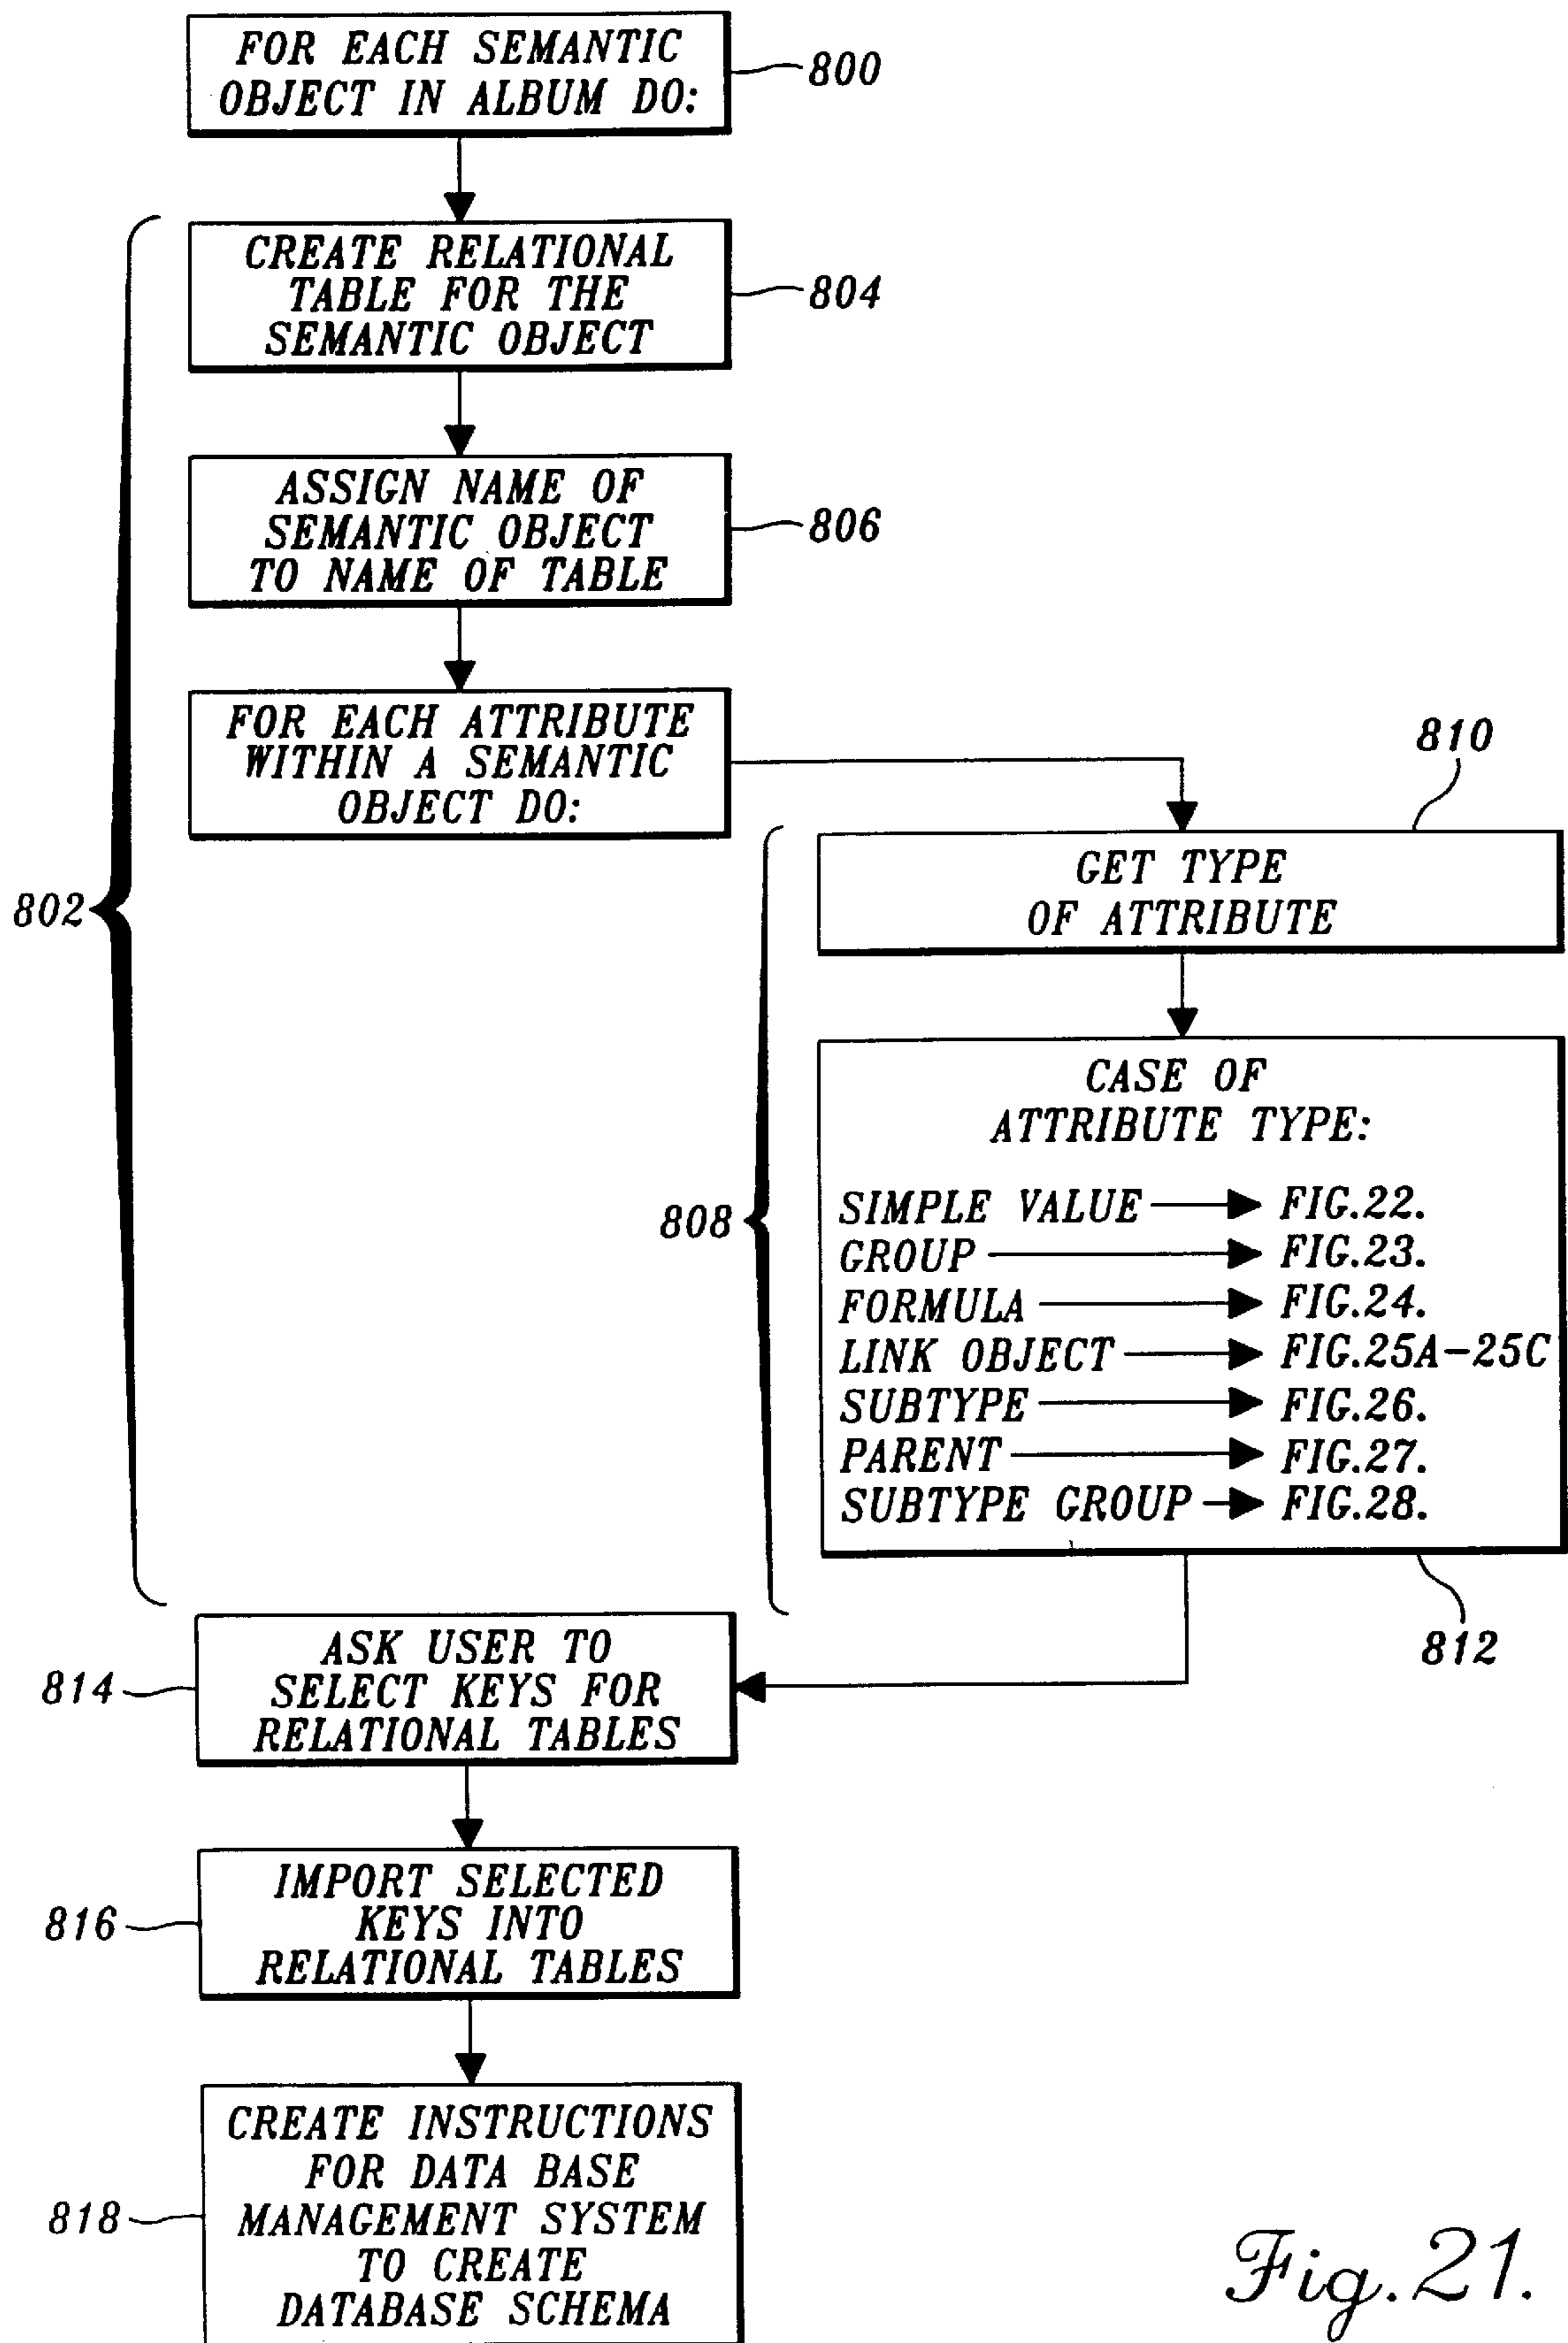 FOR EACH SEMANTIC
OBJECT IN ALBUM DO:
800
CREATE RELATIONAL
TABLE FOR THE
SEMANTIC OBJECT
804
ASSIGN NAME OF
SEMANTIC OBJECT
TO NAME OF TABLE
806
FOR EACH ATTRIBUTE
WITHIN A SEMANTIC
OBJECT DO:
810
802
GET TYPE
OF ATTRIBUTE
CASE OF
ATTRIBUTE TYPE:
808
SIMPLE VALUE FIG.22.
GROUP FIG.23.
FORMULA FIG.24.
LINK OBJECT FIG.25A-25C
SUBTYPE FIG.26.
PARENT FIG.27.
SUBTYPE GROUP FIG.28.
812
814
ASK USER TO
SELECT KEYS FOR
RELATIONAL TABLES
816
IMPORT SELECTED
KEYS INTO
RELATIONAL TABLES
818
CREATE INSTRUCTIONS
FOR DATA BASE
MANAGEMENT SYSTEM
TO CREATE
DATABASE SCHEMA
Fig.21.